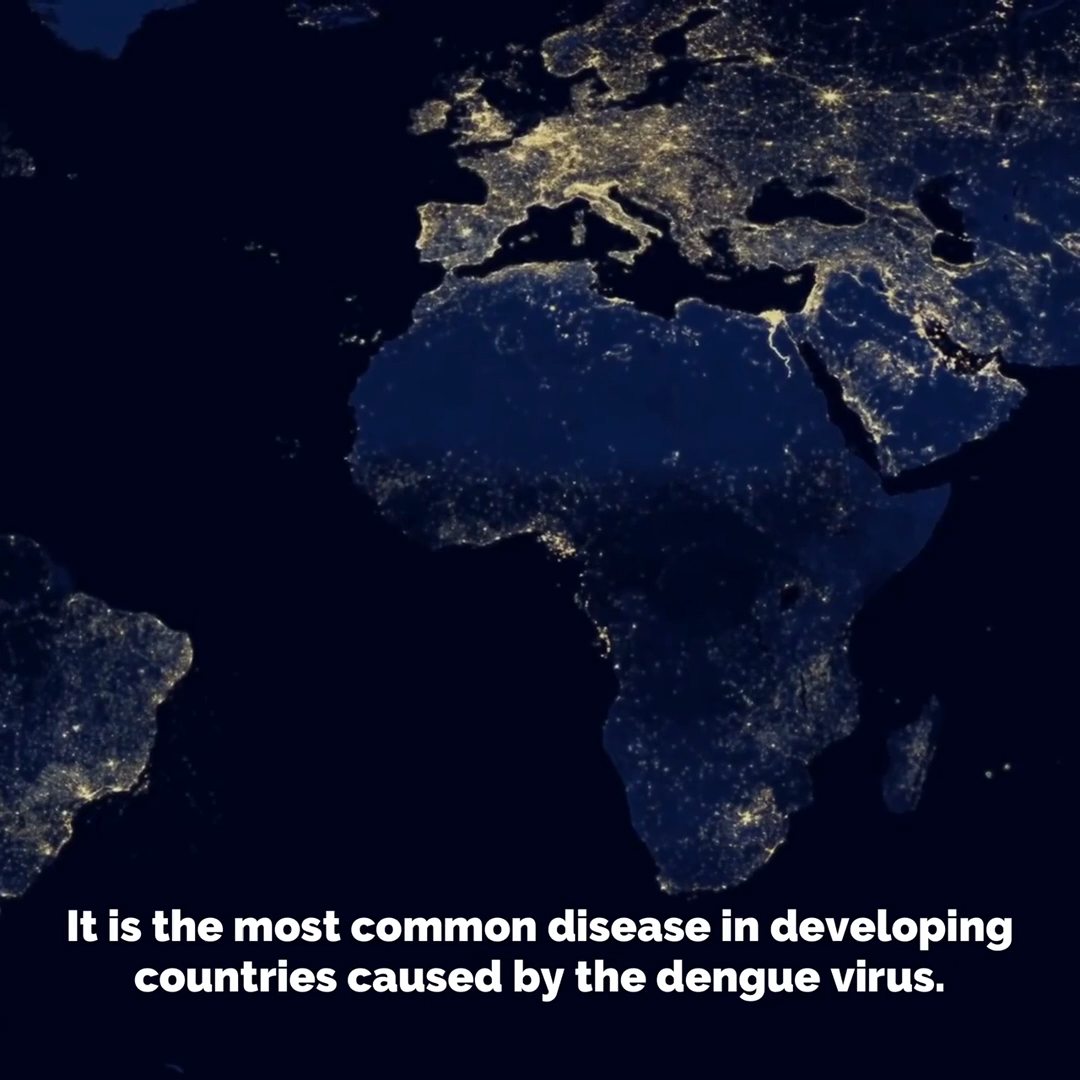 It is the most common disease in developing
countries caused by the dengue virus.